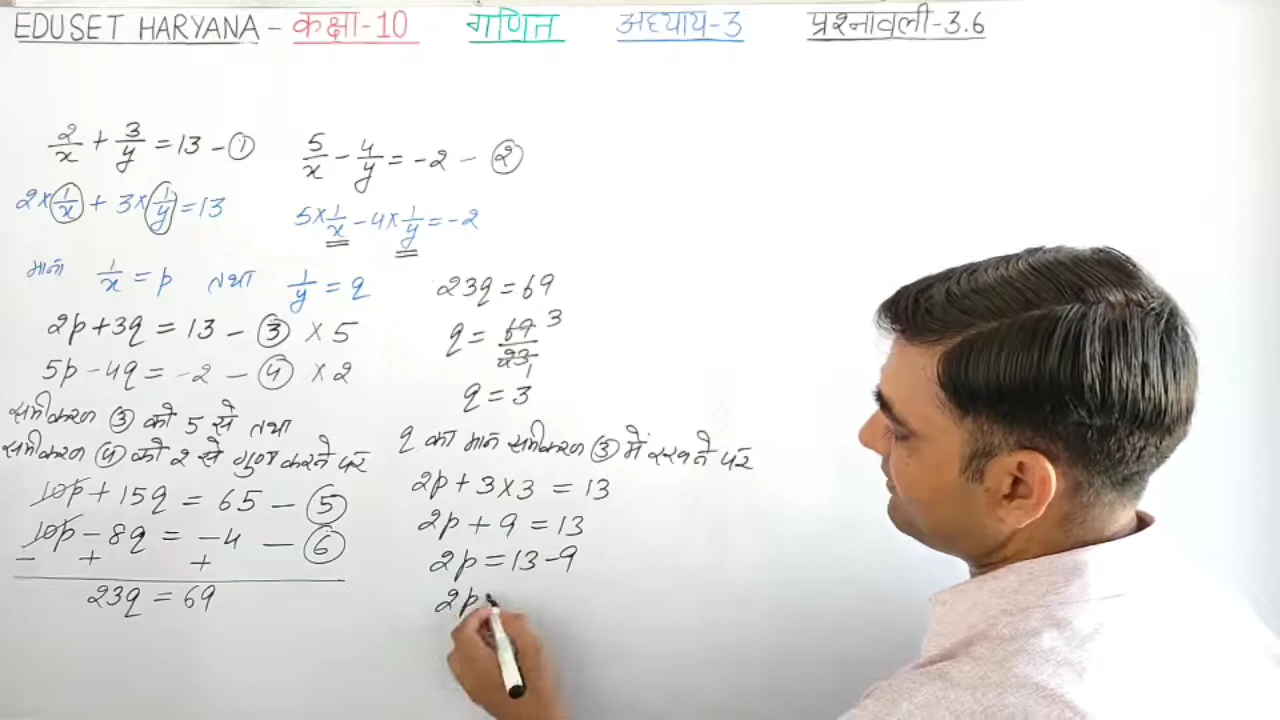 EDUSET HARYANA - कक्षा-10 गणित अध्याय-3 प्रश्नावली-3.6
2/x + 3/y = 13 - ①
5/x - 4/y = -2 - ②
2×1/x + 3×1/y = 13
5×1/x - 4×1/y = -2
माना 1/x = p तथा 1/y = q
2p+3q = 13 - ③ × 5
5p - 4q = -2 - ④ × 2
समीकरण ③ को 5 से तथा
समीकरण ④ को 2 से गुणा करने पर
10p + 15q = 65 - ⑤
10p - 8q = -4 - ⑥
- + +
23q = 69
23q = 69
q = 69/23 3 1
q = 3
q का मान समीकरण ③ में रखने पर
2p + 3×3 = 13
2p + 9 = 13
2p = 13-9
2p